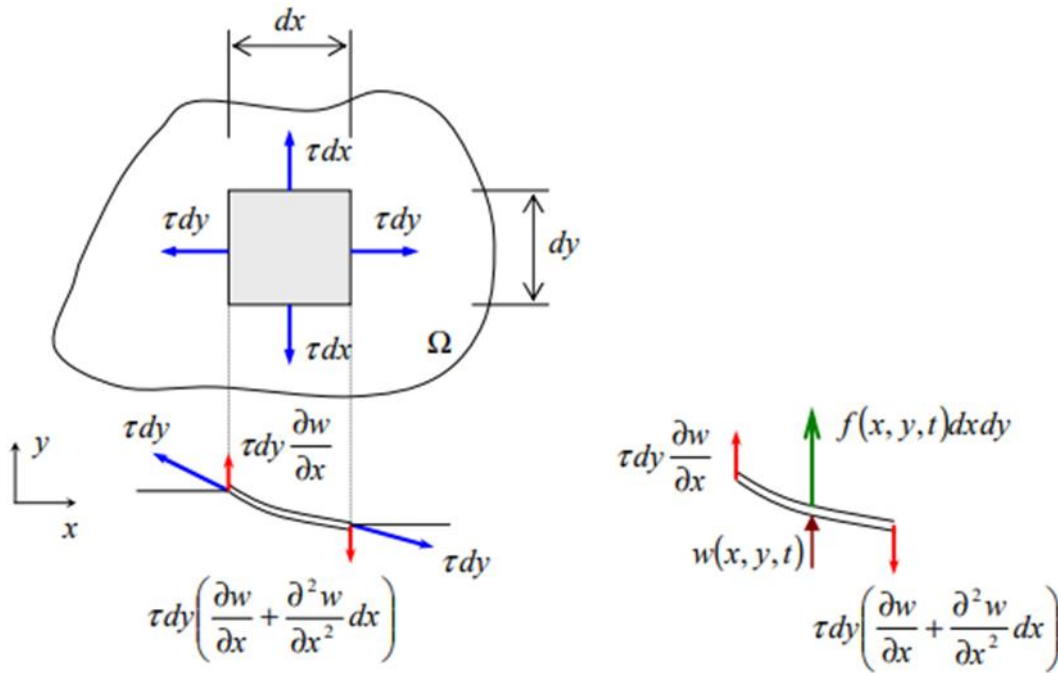 dx
τdx
τdy
τdy
dy
τdx
Ω
τdy
τdy ∂w/∂x
y
x
τdy
τdy(∂w/∂x + ∂²w/∂x² dx)
f(x, y, t)dxdy
τdy ∂w/∂x
w(x, y, t)
τdy(∂w/∂x + ∂²w/∂x² dx)